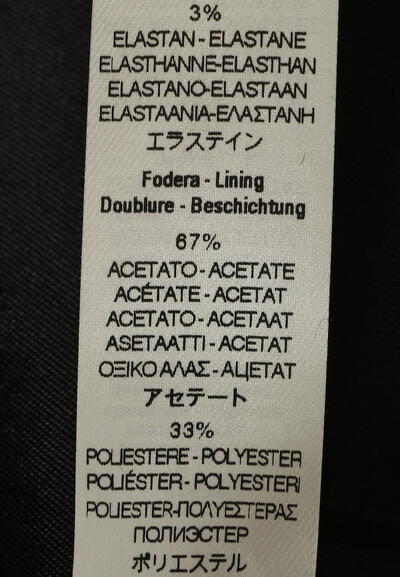 3%
ELASTAN - ELASTANE
ELASTHANNE-ELASTHAN
ELASTANO-ELASTAAN
ELASTAANIA-ΕΛΑΣΤΑΝΗ
エラステイン
Fodera - Lining
Doublure - Beschichtung
67%
ACETATO - ACETATE
ACÉTATE - ACETAT
ACETATO - ACETAAT
ASETAATTI - ACETAT
ΟΞΙΚΟ ΑΛΑΣ - АЦЕТАТ
アセテート
33%
POLIESTERE - POLYESTER
POLIÉSTER - POLYESTERI
POLIESTER-ΠΟΛΥΕΣΤΕΡΑΣ
ПОЛИЭСТЕР
ポリエステル